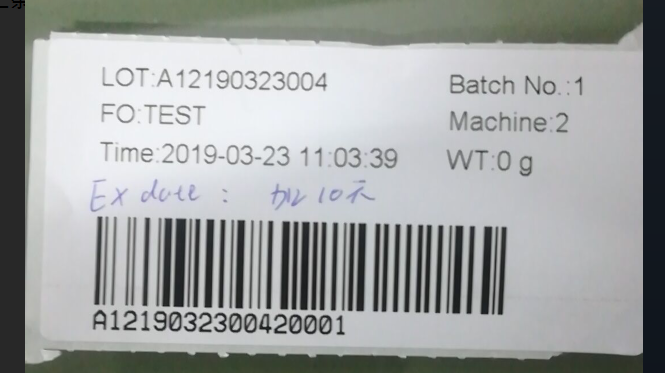 LOT:A12190323004
Batch No.:1
FO:TEST
Machine:2
Time:2019-03-23 11:03:39
WT:0 g
Ex date : 加10天
A1219032300420001